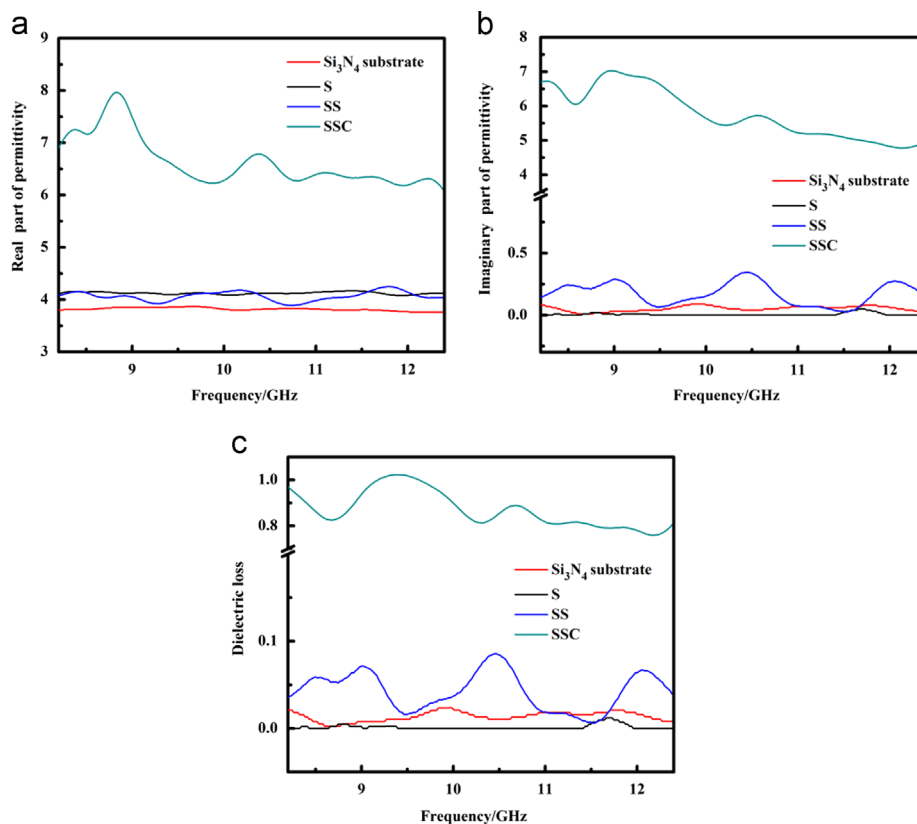 a
9
8
7
6
5
4
3
Real part of permittivity
Si₃N₄ substrate
S
SS
SSC
9 10 11 12
Frequency/GHz
b
8
7
6
5
4
0.5
0.0
Imaginary part of permittivity
Si₃N₄ substrate
S
SS
SSC
9 10 11 12
Frequency/GHz
c
1.0
0.8
0.1
0.0
Dielectric loss
Si₃N₄ substrate
S
SS
SSC
9 10 11 12
Frequency/GHz